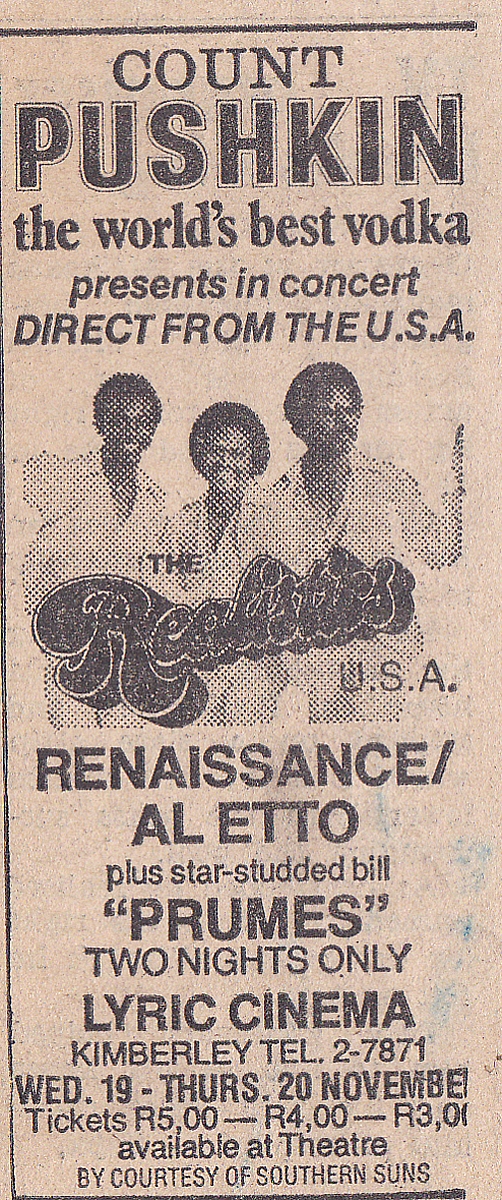 COUNT
PUSHKIN
the world's best vodka
presents in concert
DIRECT FROM THE U.S.A.
THE
Realistics
U.S.A.
RENAISSANCE/
AL ETTO
plus star-studded bill
"PRUMES"
TWO NIGHTS ONLY
LYRIC CINEMA
KIMBERLEY TEL. 2-7871
WED. 19 - THURS. 20 NOVEMBE
Tickets R5,00 — R4,00 — R3,0
available at Theatre
BY COURTESY OF SOUTHERN SUNS